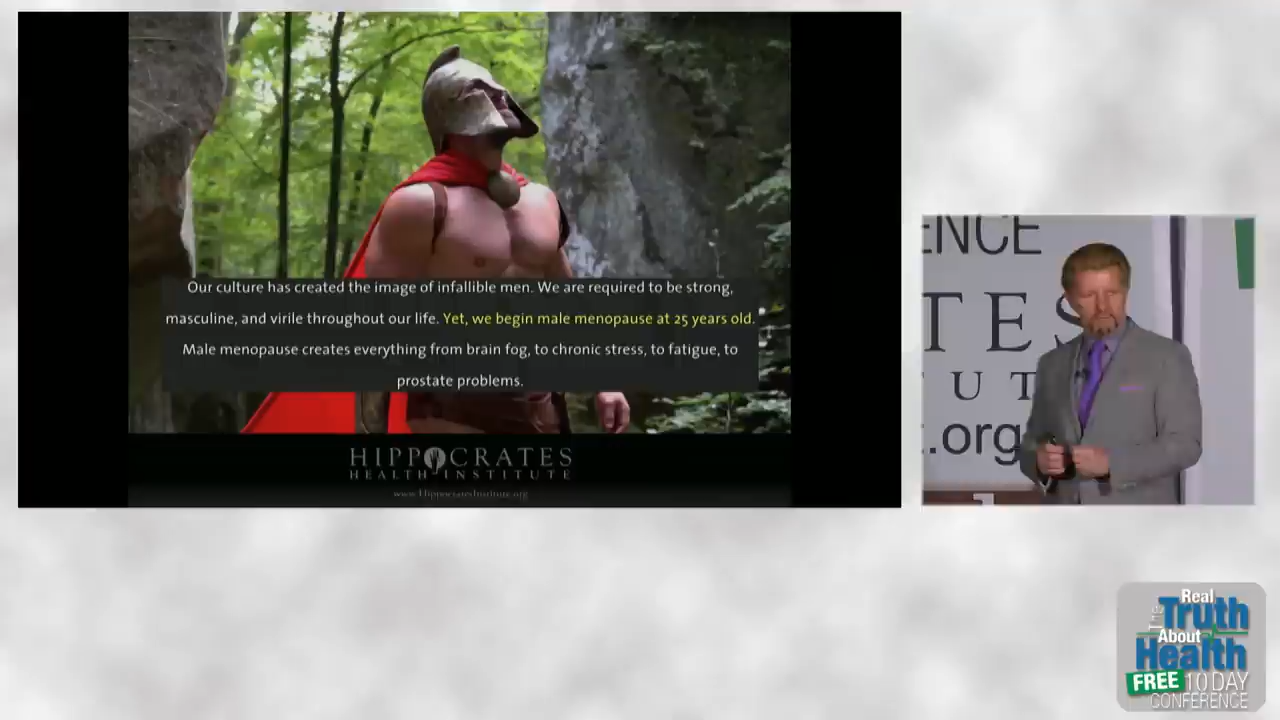 Our culture has created the image of infallible men. We are required to be strong,
masculine, and virile throughout our life. Yet, we begin male menopause at 25 years old.
Male menopause creates everything from brain fog, to chronic stress, to fatigue, to
prostate problems.
HIPPOCRATES
HEALTH INSTITUTE
www.HippocratesInstitute.org
ENCE
TES
UT
.org
The
Real
Truth
About
Health
FREE 10 DAY
CONFERENCE